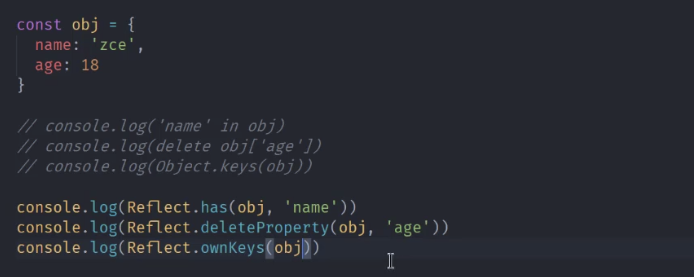 const obj = {
  name: 'zce',
  age: 18
}
// console.log('name' in obj)
// console.log(delete obj['age'])
// console.log(Object.keys(obj))
console.log(Reflect.has(obj, 'name'))
console.log(Reflect.deleteProperty(obj, 'age'))
console.log(Reflect.ownKeys(obj))